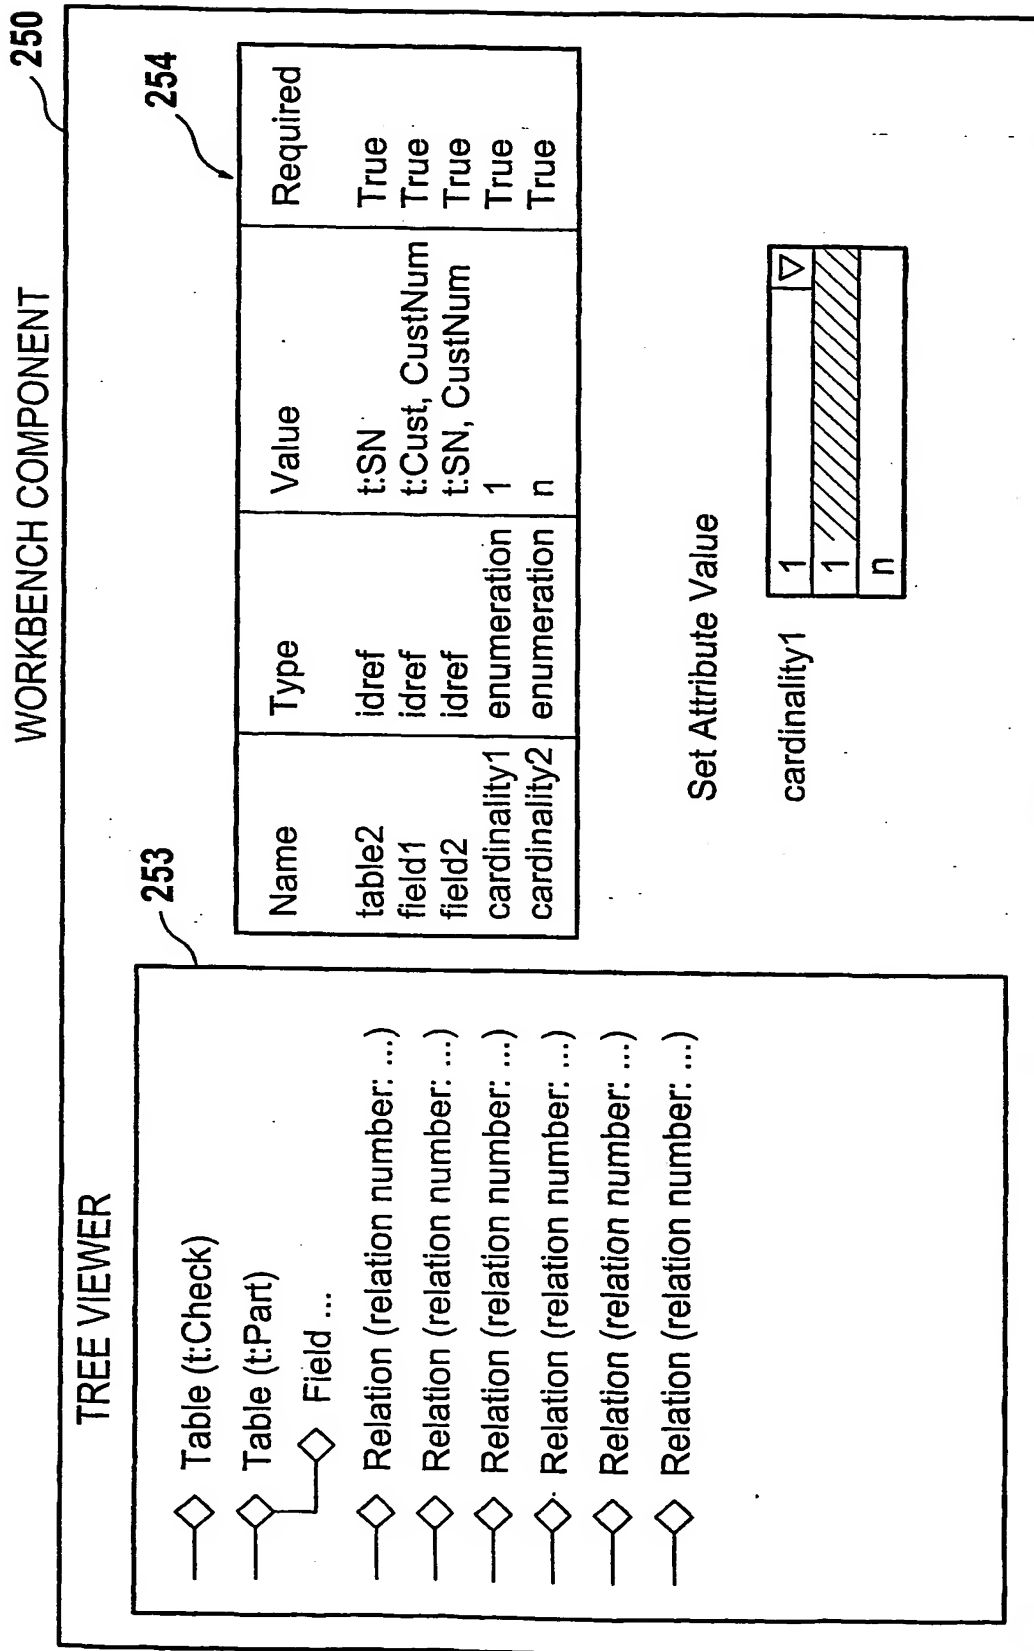 WORKBENCH COMPONENT
250
TREE VIEWER
253
Table (t:Check)
Table (t:Part)
Field ...
Relation (relation number: ...)
Relation (relation number: ...)
Relation (relation number: ...)
Relation (relation number: ...)
Relation (relation number: ...)
Relation (relation number: ...)
254
Name Type Value Required
table2 idref t:SN True
field1 idref t:Cust, CustNum True
field2 idref t:SN, CustNum True
cardinality1 enumeration 1 True
cardinality2 enumeration n True
Set Attribute Value
cardinality1 1
1
n